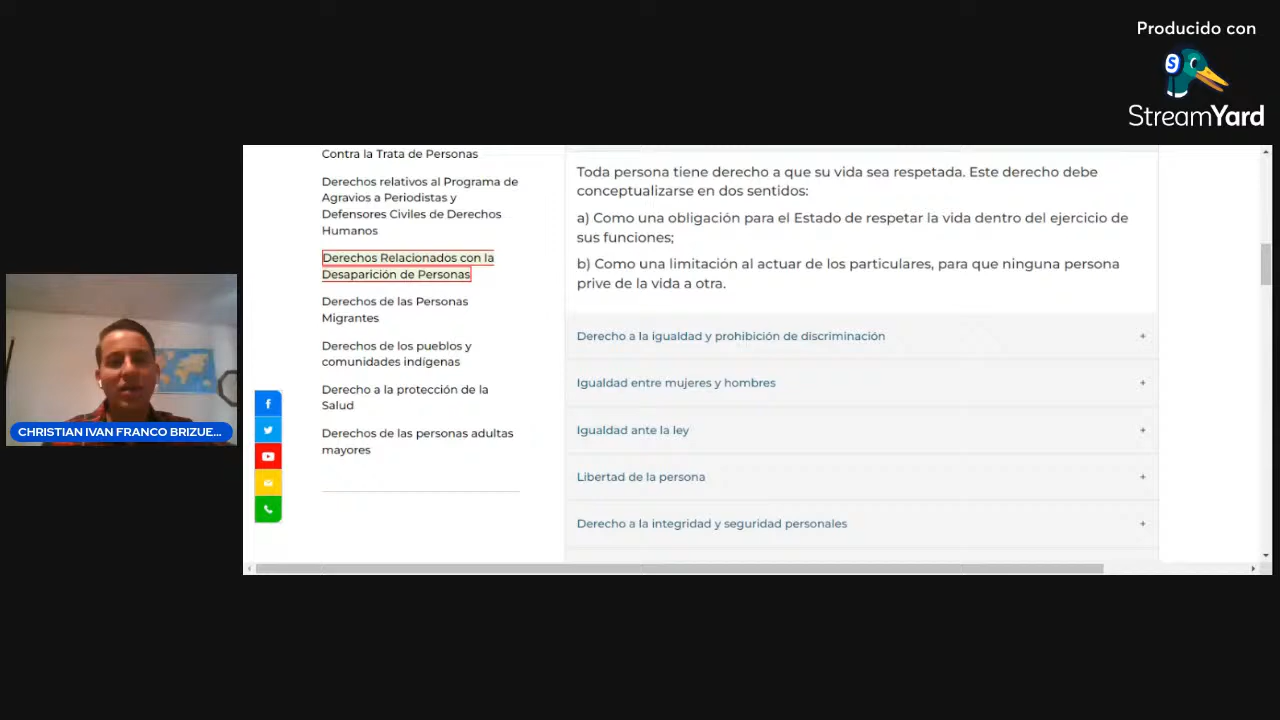 Producido con
StreamYard
Contra la Trata de Personas
Derechos relativos al Programa de
Agravios a Periodistas y
Defensores Civiles de Derechos
Humanos
Derechos Relacionados con la
Desaparición de Personas
Derechos de las Personas
Migrantes
Derechos de los pueblos y
comunidades indígenas
Derecho a la protección de la
Salud
Derechos de las personas adultas
mayores
Toda persona tiene derecho a que su vida sea respetada. Este derecho debe
conceptualizarse en dos sentidos:
a) Como una obligación para el Estado de respetar la vida dentro del ejercicio de
sus funciones;
b) Como una limitación al actuar de los particulares, para que ninguna persona
prive de la vida a otra.
Derecho a la igualdad y prohibición de discriminación +
Igualdad entre mujeres y hombres +
Igualdad ante la ley +
Libertad de la persona +
Derecho a la integridad y seguridad personales +
CHRISTIAN IVAN FRANCO BRIZUE...